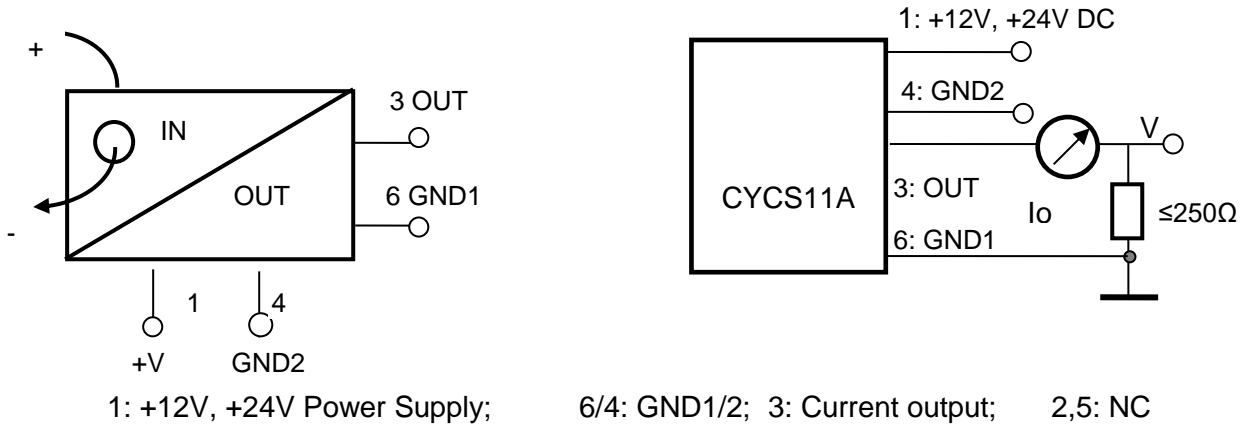 +
IN
OUT
-
3 OUT
6 GND1
1
4
+V
GND2
1: +12V, +24V DC
4: GND2
V
CYCS11A
3: OUT
Io
≤250Ω
6: GND1
1: +12V, +24V Power Supply; 6/4: GND1/2; 3: Current output; 2,5: NC